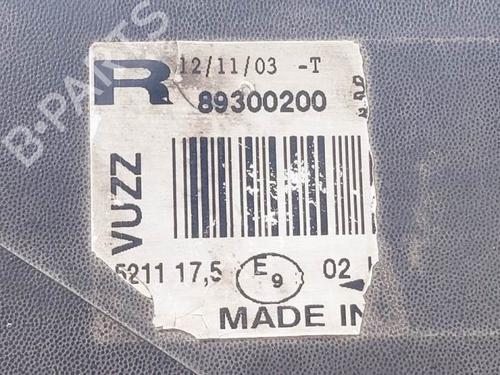 B-PARTS
R 12/11/03 -T
89300200
VUZZ
5211 17,5 E9 02
MADE IN